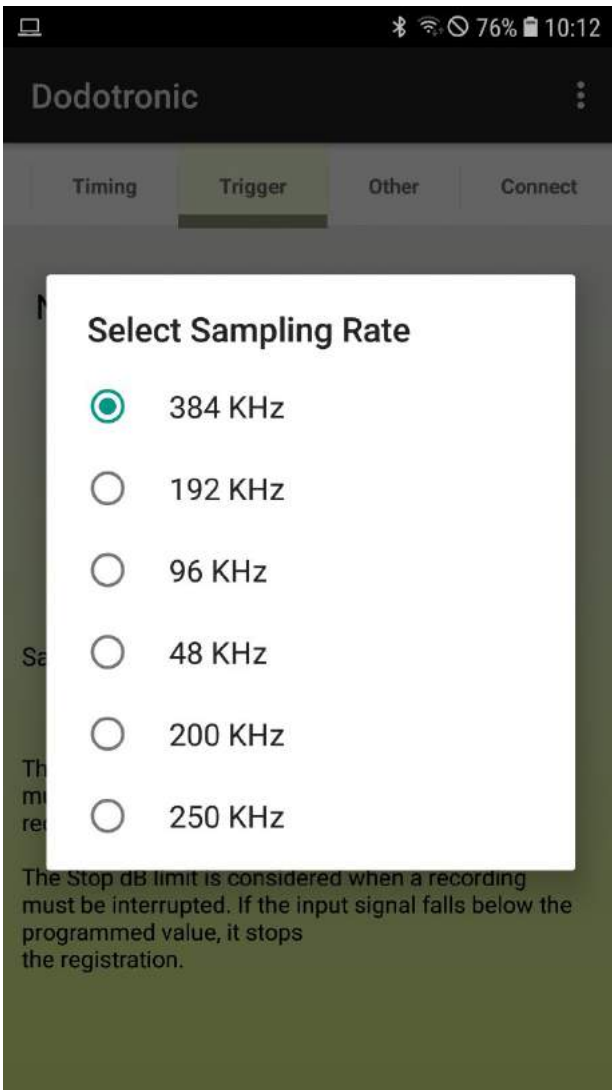 76% 10:12
Dodotronic
Timing Trigger Other Connect
Select Sampling Rate
384 KHz
192 KHz
96 KHz
48 KHz
200 KHz
250 KHz
The Stop dB limit is considered when a recording
must be interrupted. If the input signal falls below the
programmed value, it stops
the registration.